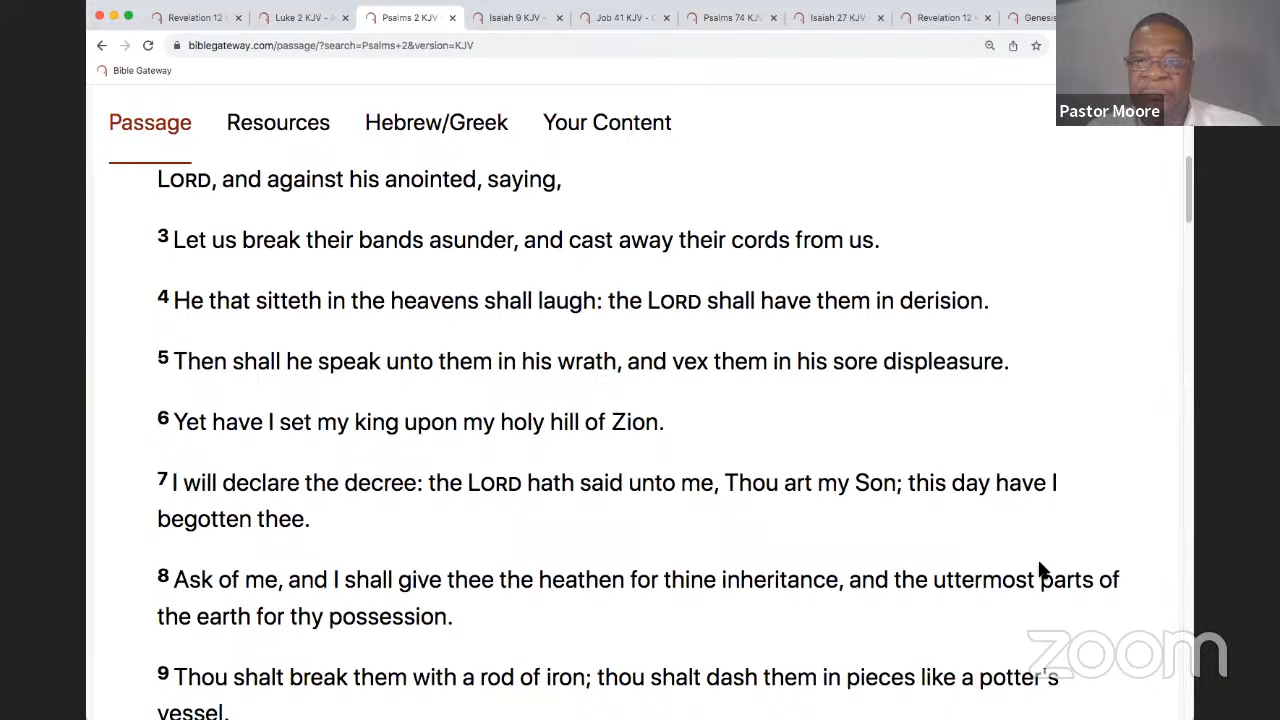 Revelation 12
Luke 2 KJV - A
Psalms 2 KJV
Isaiah 9 KJV -
Job 41 KJV - C
Psalms 74 KJV
Isaiah 27 KJV
Revelation 12
Genesis
biblegateway.com/passage/?search=Psalms+2&version=KJV
Bible Gateway
Pastor Moore
Passage
Resources
Hebrew/Greek
Your Content
LORD, and against his anointed, saying,
3 Let us break their bands asunder, and cast away their cords from us.
4 He that sitteth in the heavens shall laugh: the LORD shall have them in derision.
5 Then shall he speak unto them in his wrath, and vex them in his sore displeasure.
6 Yet have I set my king upon my holy hill of Zion.
7 I will declare the decree: the LORD hath said unto me, Thou art my Son; this day have I
begotten thee.
8 Ask of me, and I shall give thee the heathen for thine inheritance, and the uttermost parts of
the earth for thy possession.
zoom
9 Thou shalt break them with a rod of iron; thou shalt dash them in pieces like a potter's
vessel.